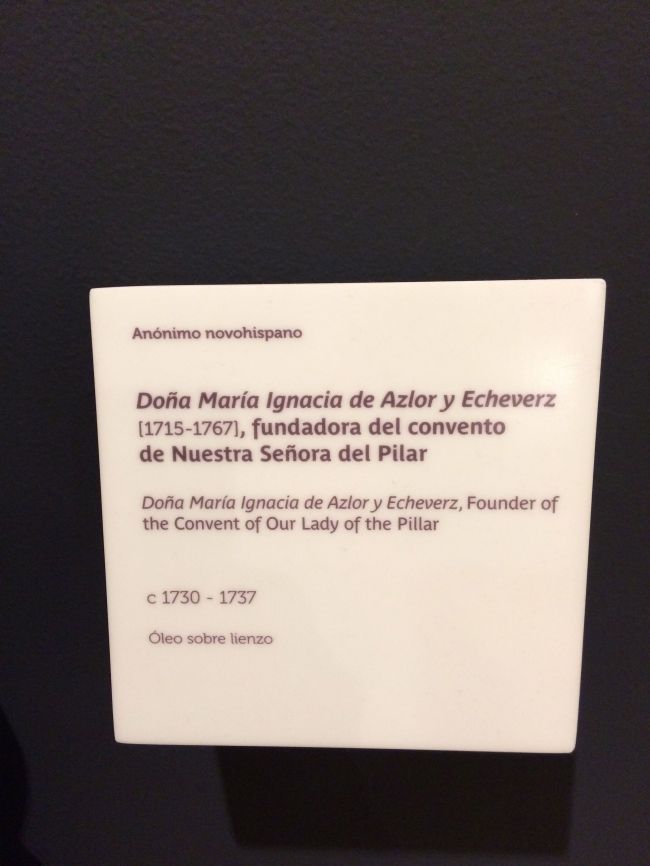 Anónimo novohispano
Doña María Ignacia de Azlor y Echeverz
[1715-1767], fundadora del convento
de Nuestra Señora del Pilar
Doña María Ignacia de Azlor y Echeverz, Founder of
the Convent of Our Lady of the Pillar
c 1730 - 1737
Óleo sobre lienzo